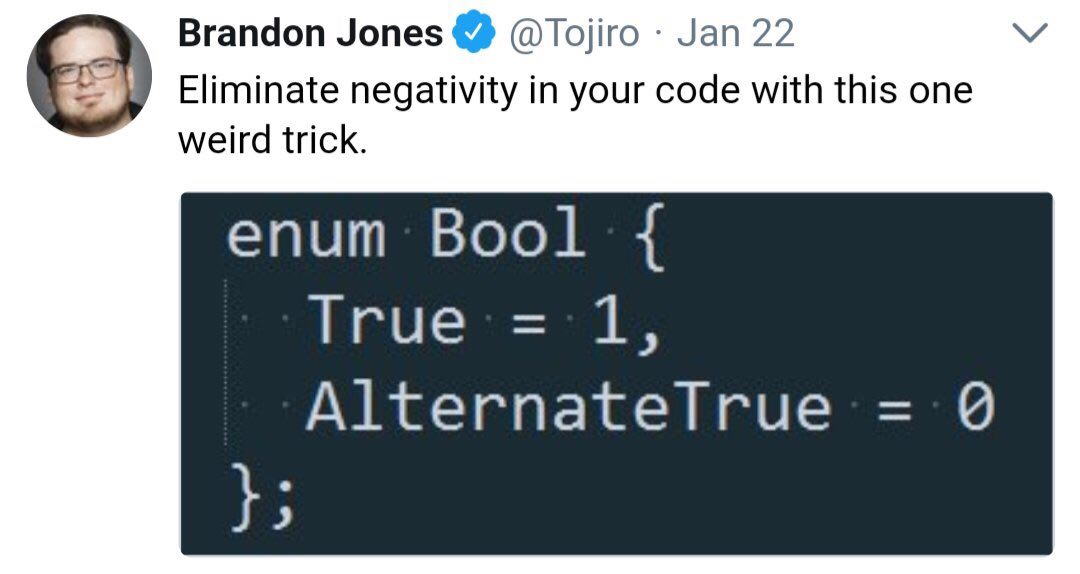 Brandon Jones @Tojiro · Jan 22
Eliminate negativity in your code with this one
weird trick.
enum Bool {
True = 1,
AlternateTrue = 0
};